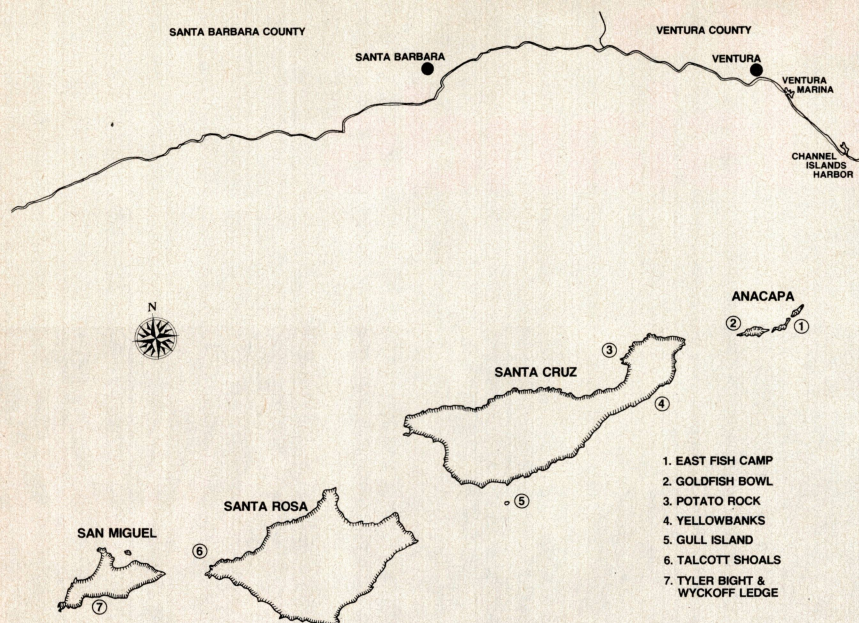 SANTA BARBARA COUNTY
VENTURA COUNTY
SANTA BARBARA
VENTURA
VENTURA
MARINA
CHANNEL
ISLANDS
HARBOR
N
ANACAPA
2
1
3
SANTA CRUZ
4
1. EAST FISH CAMP
2. GOLDFISH BOWL
3. POTATO ROCK
4. YELLOWBANKS
5. GULL ISLAND
6. TALCOTT SHOALS
7. TYLER BIGHT &
WYCKOFF LEDGE
5
SANTA ROSA
SAN MIGUEL
6
7